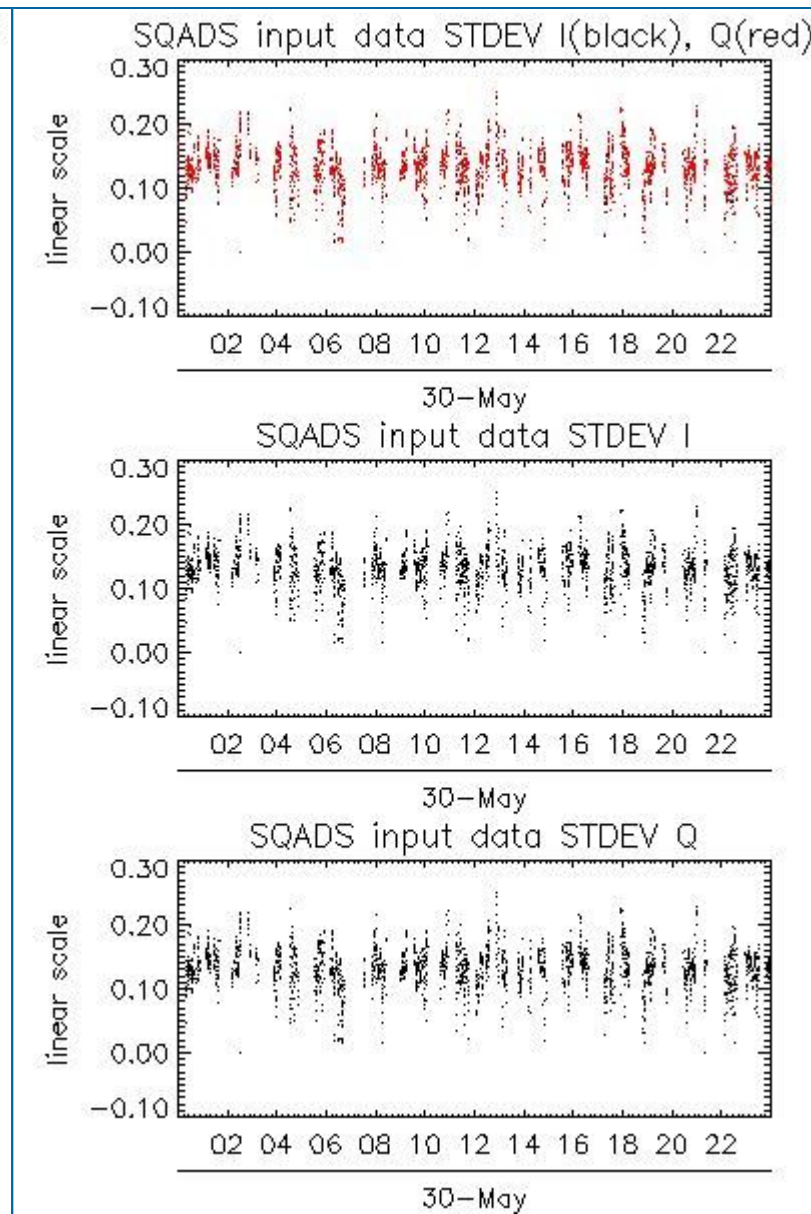 SQADS input data STDEV I(black), Q(red)
0.30
0.20
0.10
0.00
-0.10
linear scale
02 04 06 08 10 12 14 16 18 20 22
30-May
SQADS input data STDEV I
0.30
0.20
0.10
0.00
-0.10
linear scale
02 04 06 08 10 12 14 16 18 20 22
30-May
SQADS input data STDEV Q
0.30
0.20
0.10
0.00
-0.10
linear scale
02 04 06 08 10 12 14 16 18 20 22
30-May